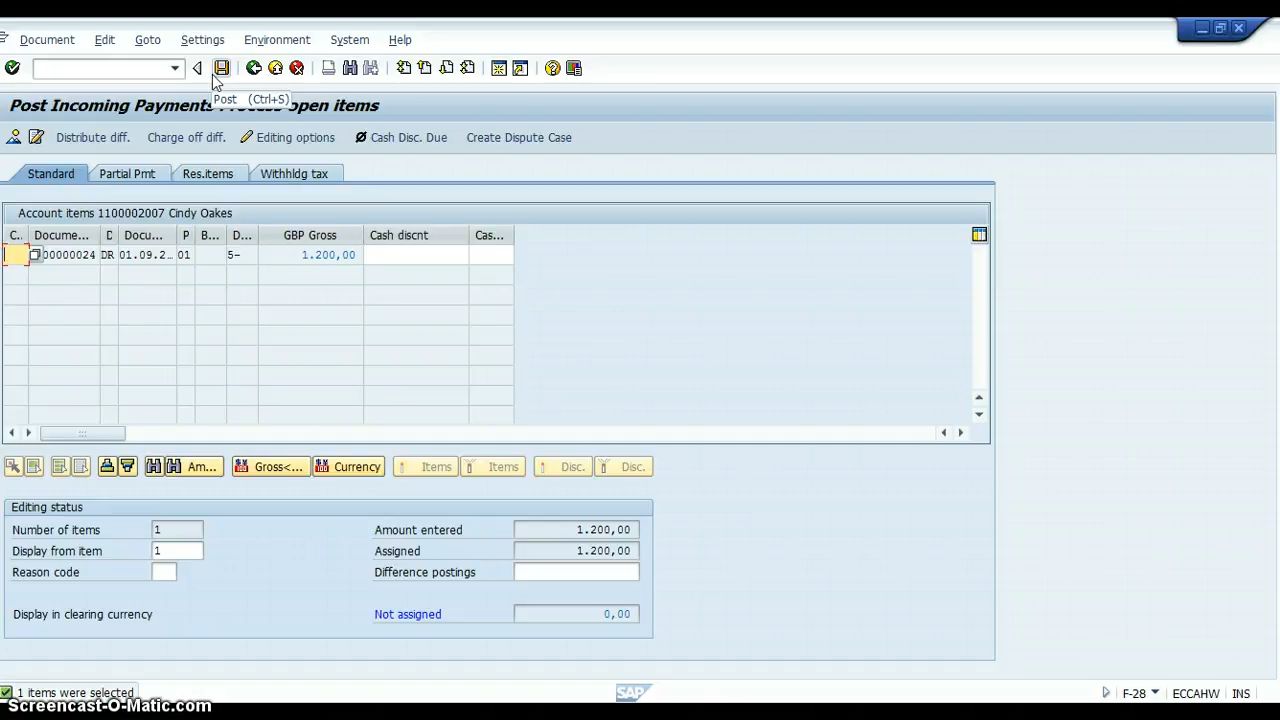 Document Edit Goto Settings Environment System Help
Post (Ctrl+S)
Post Incoming Payments Process open items
Distribute diff. Charge off diff. Editing options Cash Disc. Due Create Dispute Case
Standard Partial Pmt Res.items Withhldg tax
Account items 1100002007 Cindy Oakes
C.. Docume... D Docu... P B... D... GBP Gross Cash discnt Cas...
00000024 DR 01.09.2... 01 5- 1.200,00
Am... Gross<... Currency Items Items Disc. Disc.
Editing status
Number of items 1 Amount entered 1.200,00
Display from item 1 Assigned 1.200,00
Reason code Difference postings
Display in clearing currency Not assigned 0,00
1 items were selected SAP F-28 ECCAHW INS
Screencast-O-Matic.com